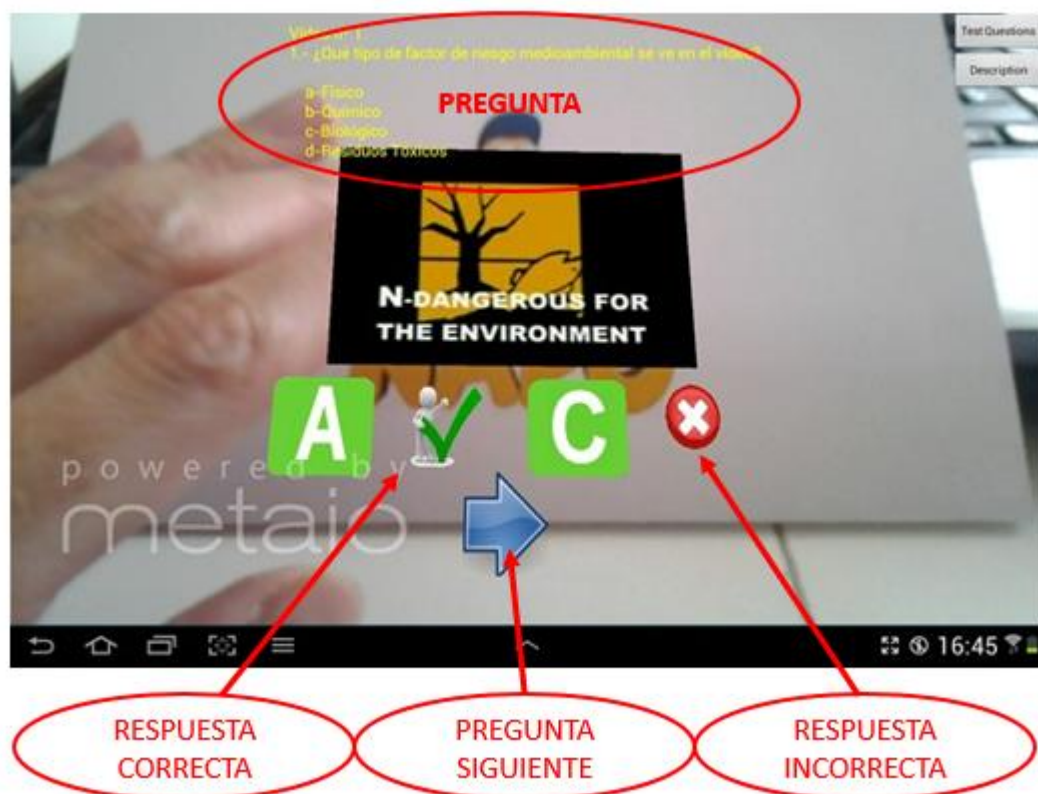 Video nº 1.
Test Questions
1.- ¿Que tipo de factor de riesgo medioambiental se ve en el video?
Description
a-Físico
PREGUNTA
b-Químico
c-Biológico
d-Residuos Tóxicos
N-DANGEROUS FOR
THE ENVIRONMENT
A
C
powered by
metaio
16:45
RESPUESTA
CORRECTA
PREGUNTA
SIGUIENTE
RESPUESTA
INCORRECTA